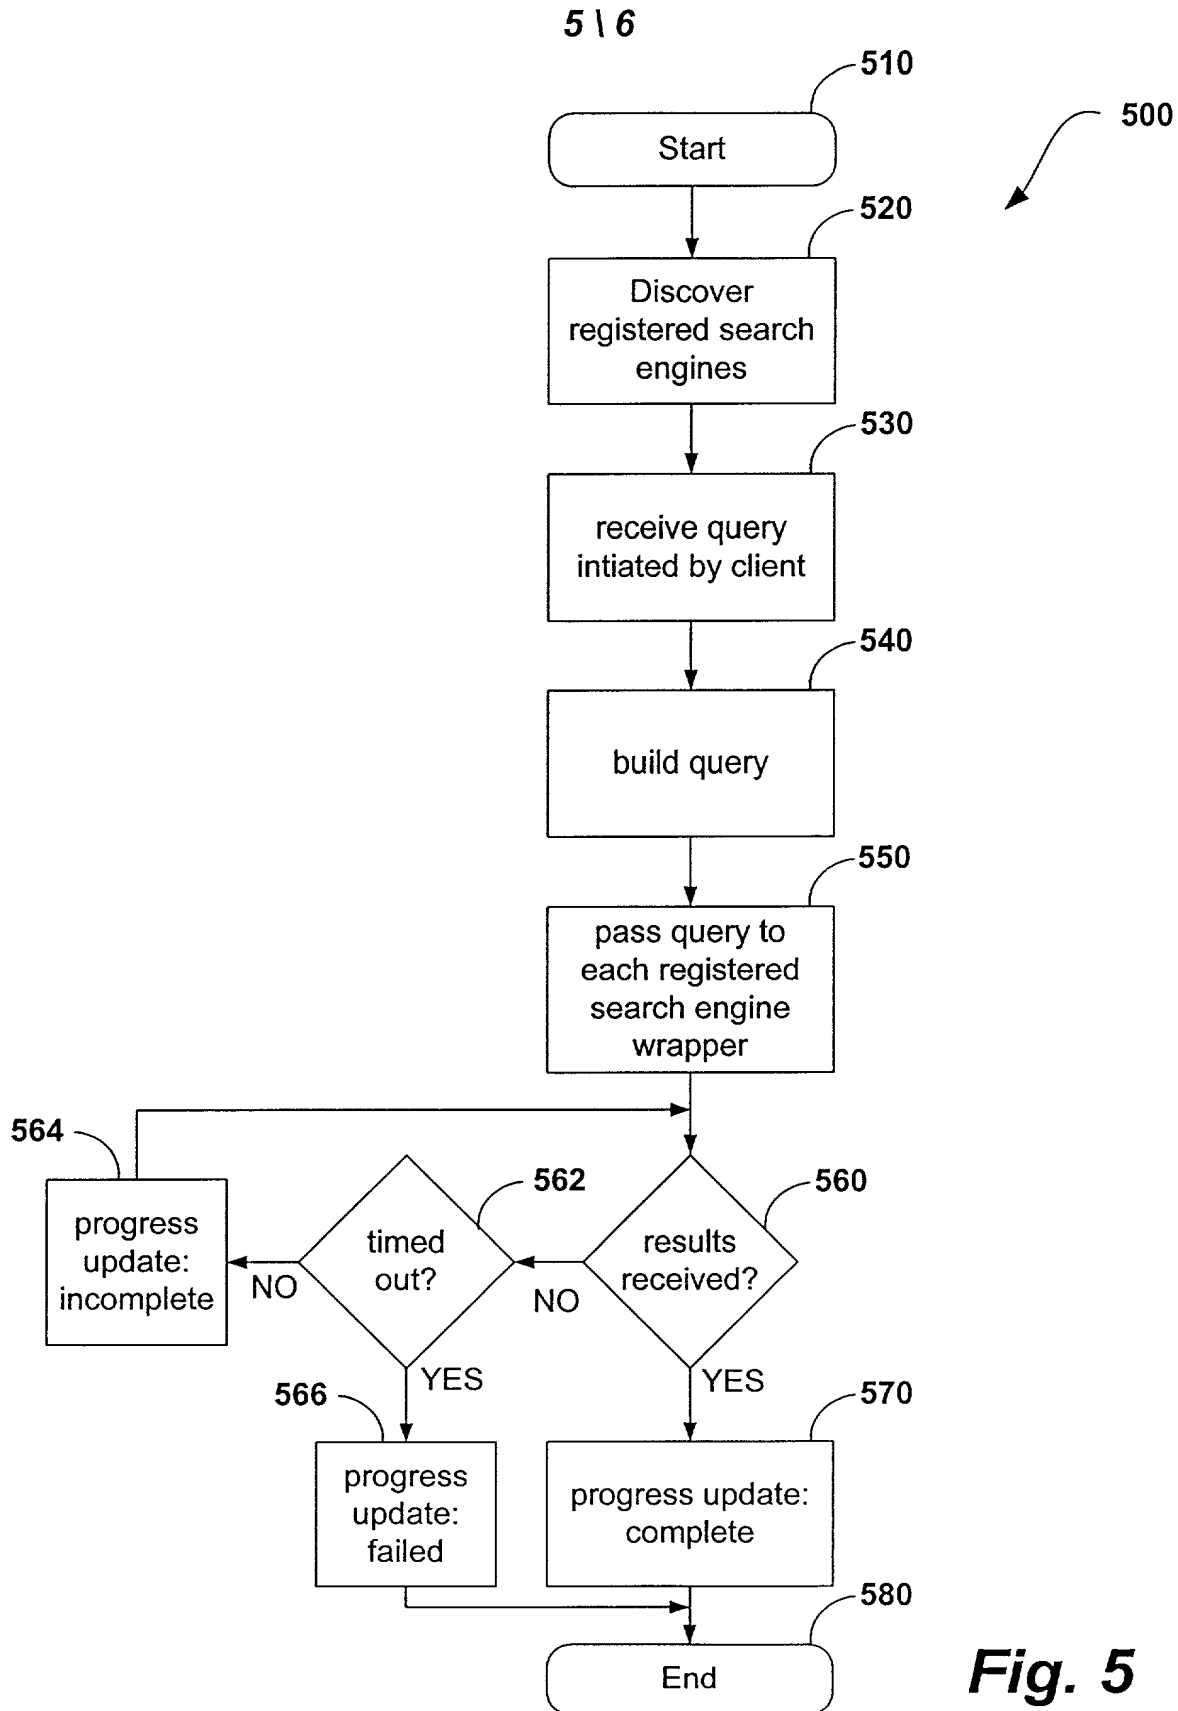 5 \ 6
510
500
Start
520
Discover
registered search
engines
530
receive query
intiated by client
540
build query
550
pass query to
each registered
search engine
wrapper
564
562
560
progress
update:
incomplete
timed
out?
results
received?
NO
NO
YES
YES
566
570
progress
update:
failed
progress update:
complete
580
End
Fig. 5